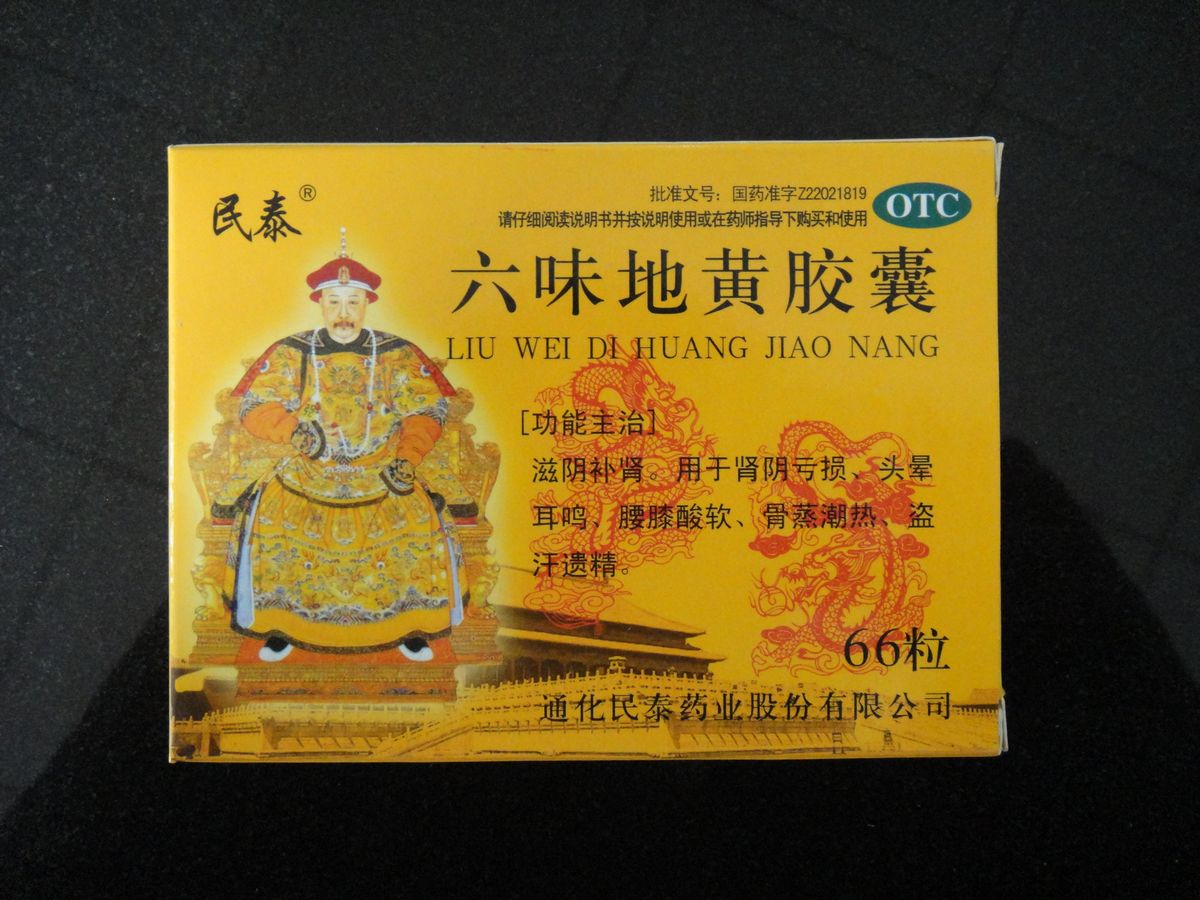 民泰®
批准文号：国药准字Z22021819
请仔细阅读说明书并按说明使用或在药师指导下购买和使用
OTC
六味地黄胶囊
LIU WEI DI HUANG JIAO NANG
[功能主治]
滋阴补肾。用于肾阴亏损、头晕
耳鸣、腰膝酸软、骨蒸潮热、盗
汗遗精。
66粒
通化民泰药业股份有限公司